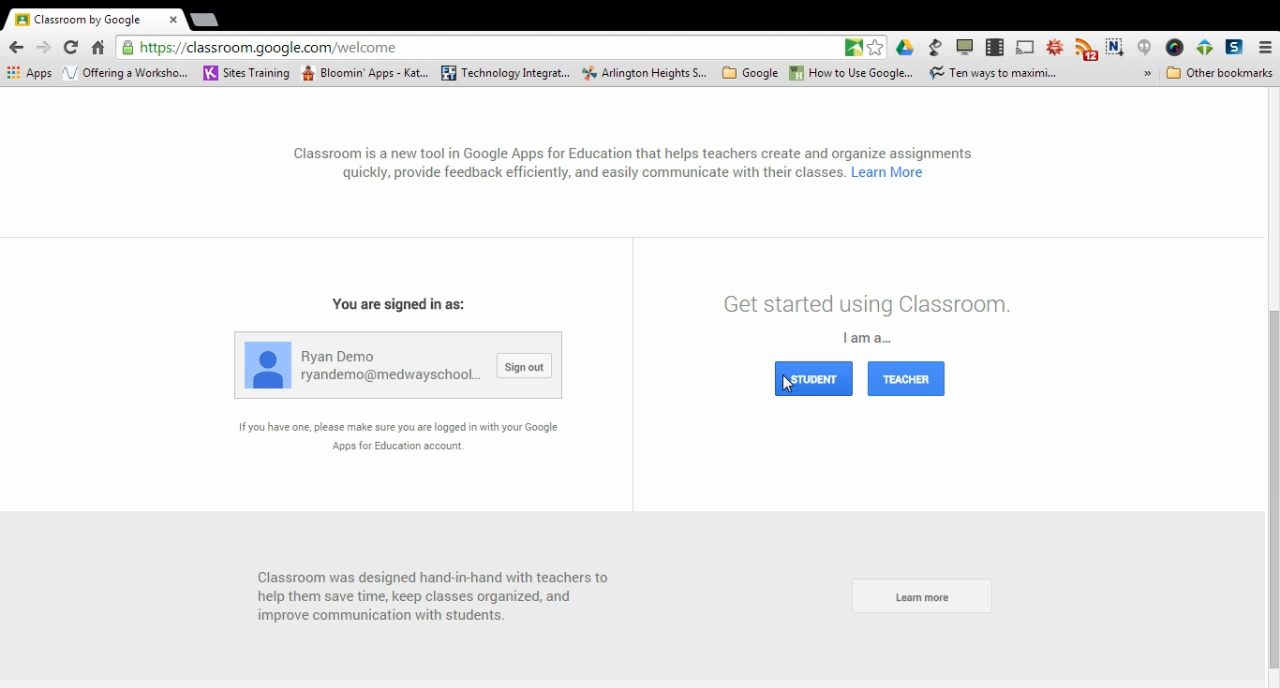 Classroom by Google
https://classroom.google.com/welcome
12
N
S
Apps Offering a Worksho... Sites Training Bloomin' Apps - Kat... Technology Integrat... Arlington Heights S... Google How to Use Google... Ten ways to maximi... » Other bookmarks
Classroom is a new tool in Google Apps for Education that helps teachers create and organize assignments
quickly, provide feedback efficiently, and easily communicate with their classes. Learn More
You are signed in as:
Ryan Demo
ryandemo@medwayschool...
Sign out
If you have one, please make sure you are logged in with your Google
Apps for Education account.
Get started using Classroom.
I am a...
STUDENT TEACHER
Classroom was designed hand-in-hand with teachers to
help them save time, keep classes organized, and
improve communication with students.
Learn more